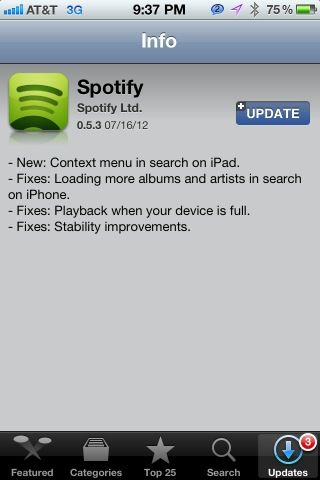 AT&T 3G 9:37 PM 2 75%
Info
Spotify
Spotify Ltd.
0.5.3 07/16/12
UPDATE
- New: Context menu in search on iPad.
- Fixes: Loading more albums and artists in search
on iPhone.
- Fixes: Playback when your device is full.
- Fixes: Stability improvements.
3
Featured Categories Top 25 Search Updates